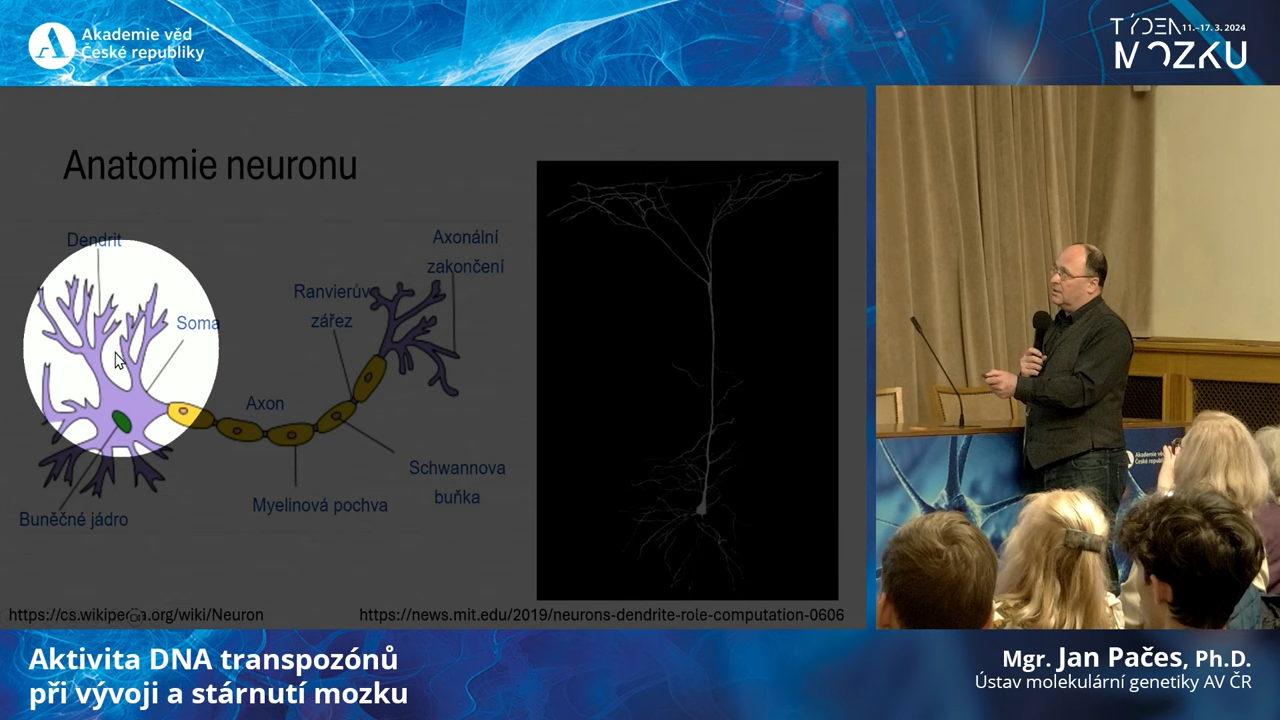 Akademie věd
České republiky
TÝDEN 11.–17. 3. 2024
MOZKU
Anatomie neuronu
Dendrit
Soma
Axonální
zakončení
Ranvierův
zářez
Axon
Schwannova
buňka
Myelinová pochva
Buněčné jádro
https://cs.wikipedia.org/wiki/Neuron
https://news.mit.edu/2019/neurons-dendrite-role-computation-0606
Akademie věd
Aktivita DNA transpozónů
při vývoji a stárnutí mozku
Mgr. Jan Pačes, Ph.D.
Ústav molekulární genetiky AV ČR